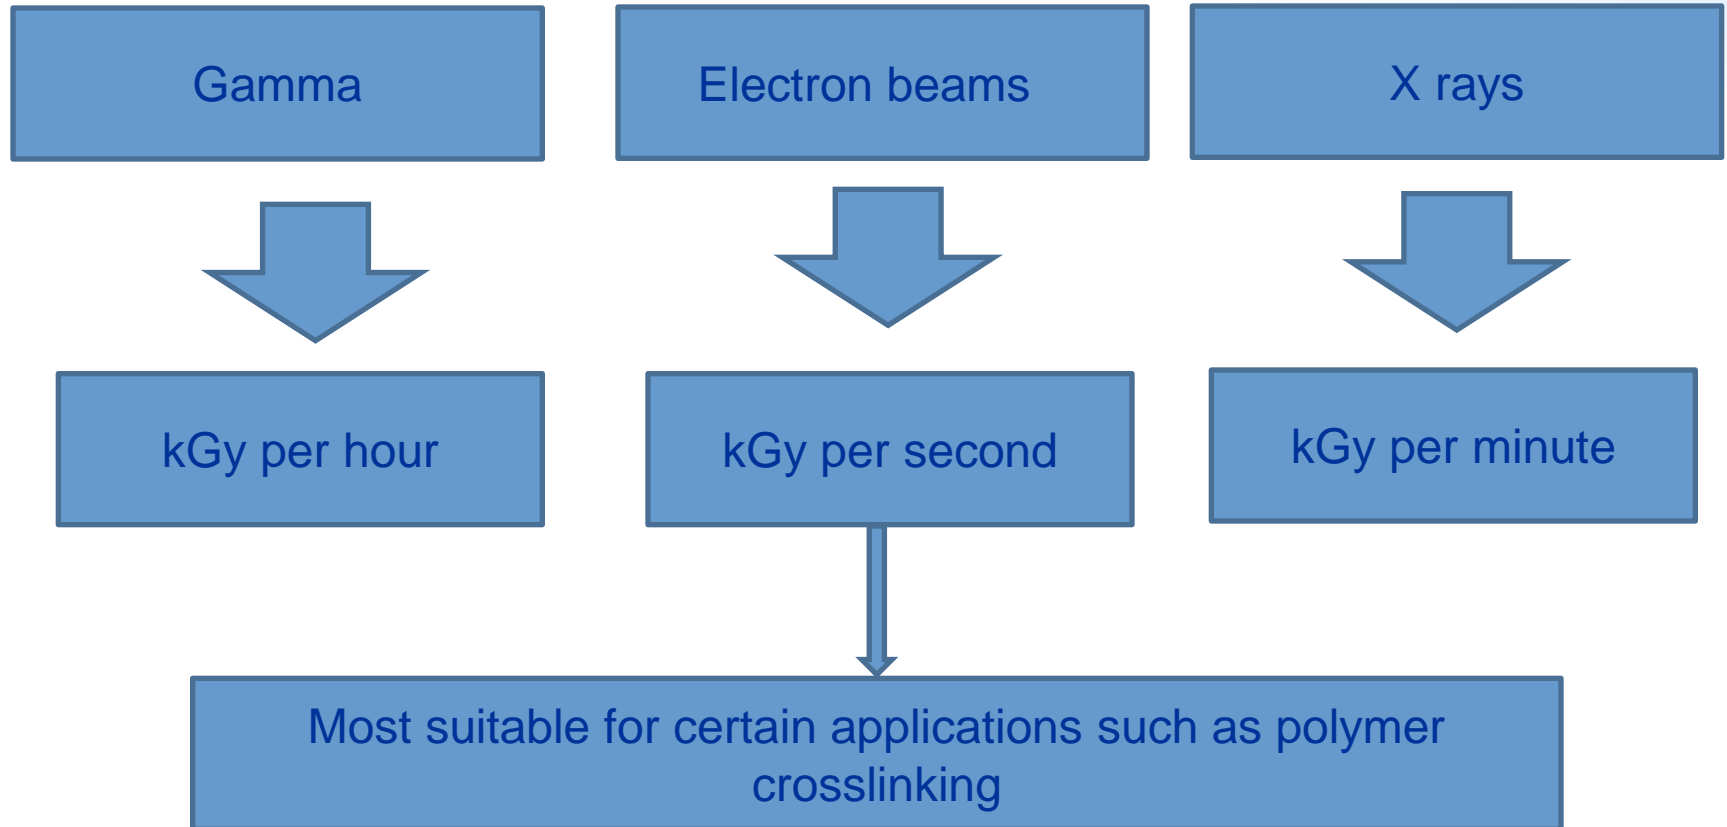 Gamma
Electron beams
X rays
kGy per hour
kGy per second
kGy per minute
Most suitable for certain applications such as polymer
crosslinking